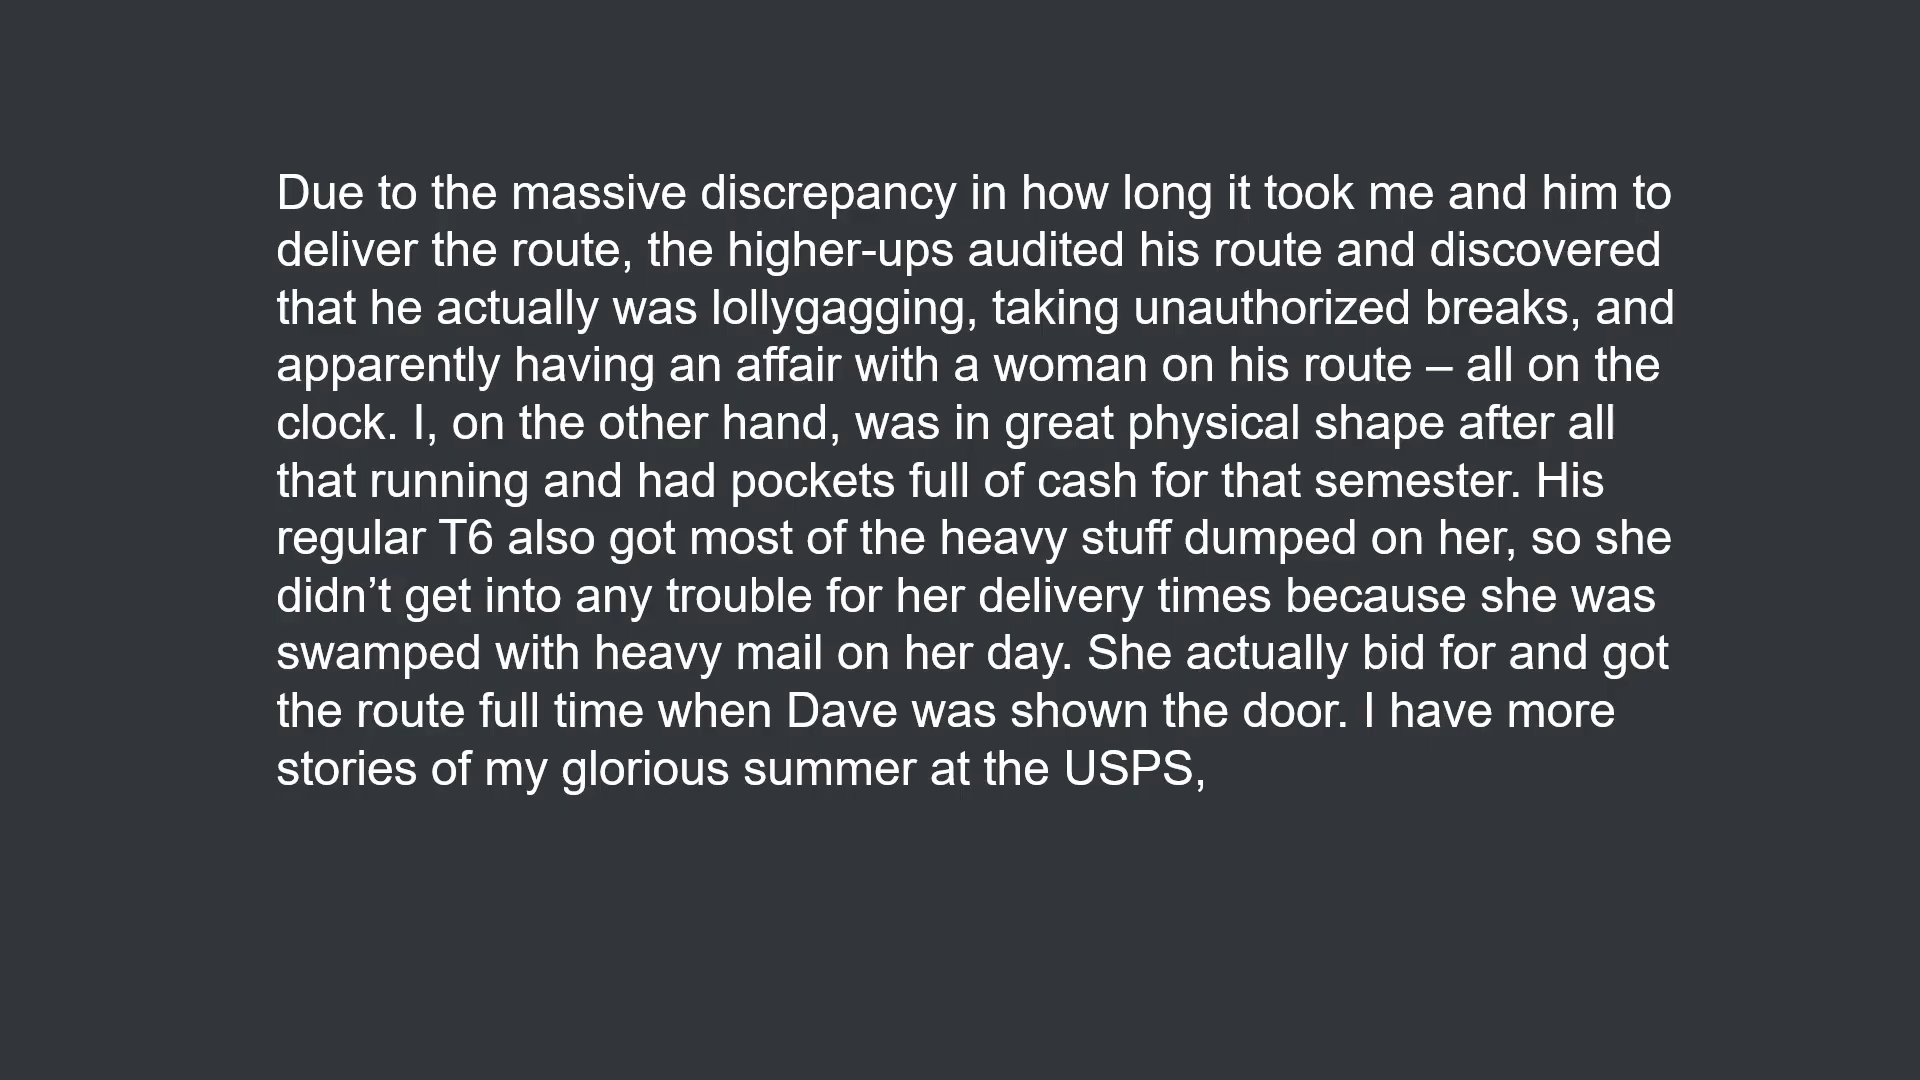 Due to the massive discrepancy in how long it took me and him to
deliver the route, the higher-ups audited his route and discovered
that he actually was lollygagging, taking unauthorized breaks, and
apparently having an affair with a woman on his route – all on the
clock. I, on the other hand, was in great physical shape after all
that running and had pockets full of cash for that semester. His
regular T6 also got most of the heavy stuff dumped on her, so she
didn’t get into any trouble for her delivery times because she was
swamped with heavy mail on her day. She actually bid for and got
the route full time when Dave was shown the door. I have more
stories of my glorious summer at the USPS,